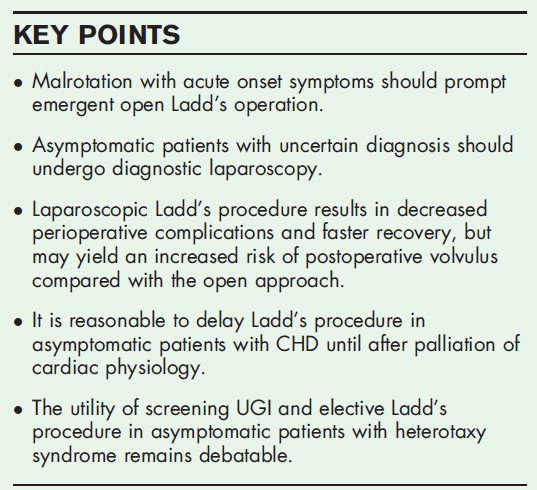 KEY POINTS
• Malrotation with acute onset symptoms should prompt
emergent open Ladd's operation.
• Asymptomatic patients with uncertain diagnosis should
undergo diagnostic laparoscopy.
• Laparoscopic Ladd's procedure results in decreased
perioperative complications and faster recovery, but
may yield an increased risk of postoperative volvulus
compared with the open approach.
• It is reasonable to delay Ladd's procedure in
asymptomatic patients with CHD until after palliation of
cardiac physiology.
• The utility of screening UGI and elective Ladd's
procedure in asymptomatic patients with heterotaxy
syndrome remains debatable.